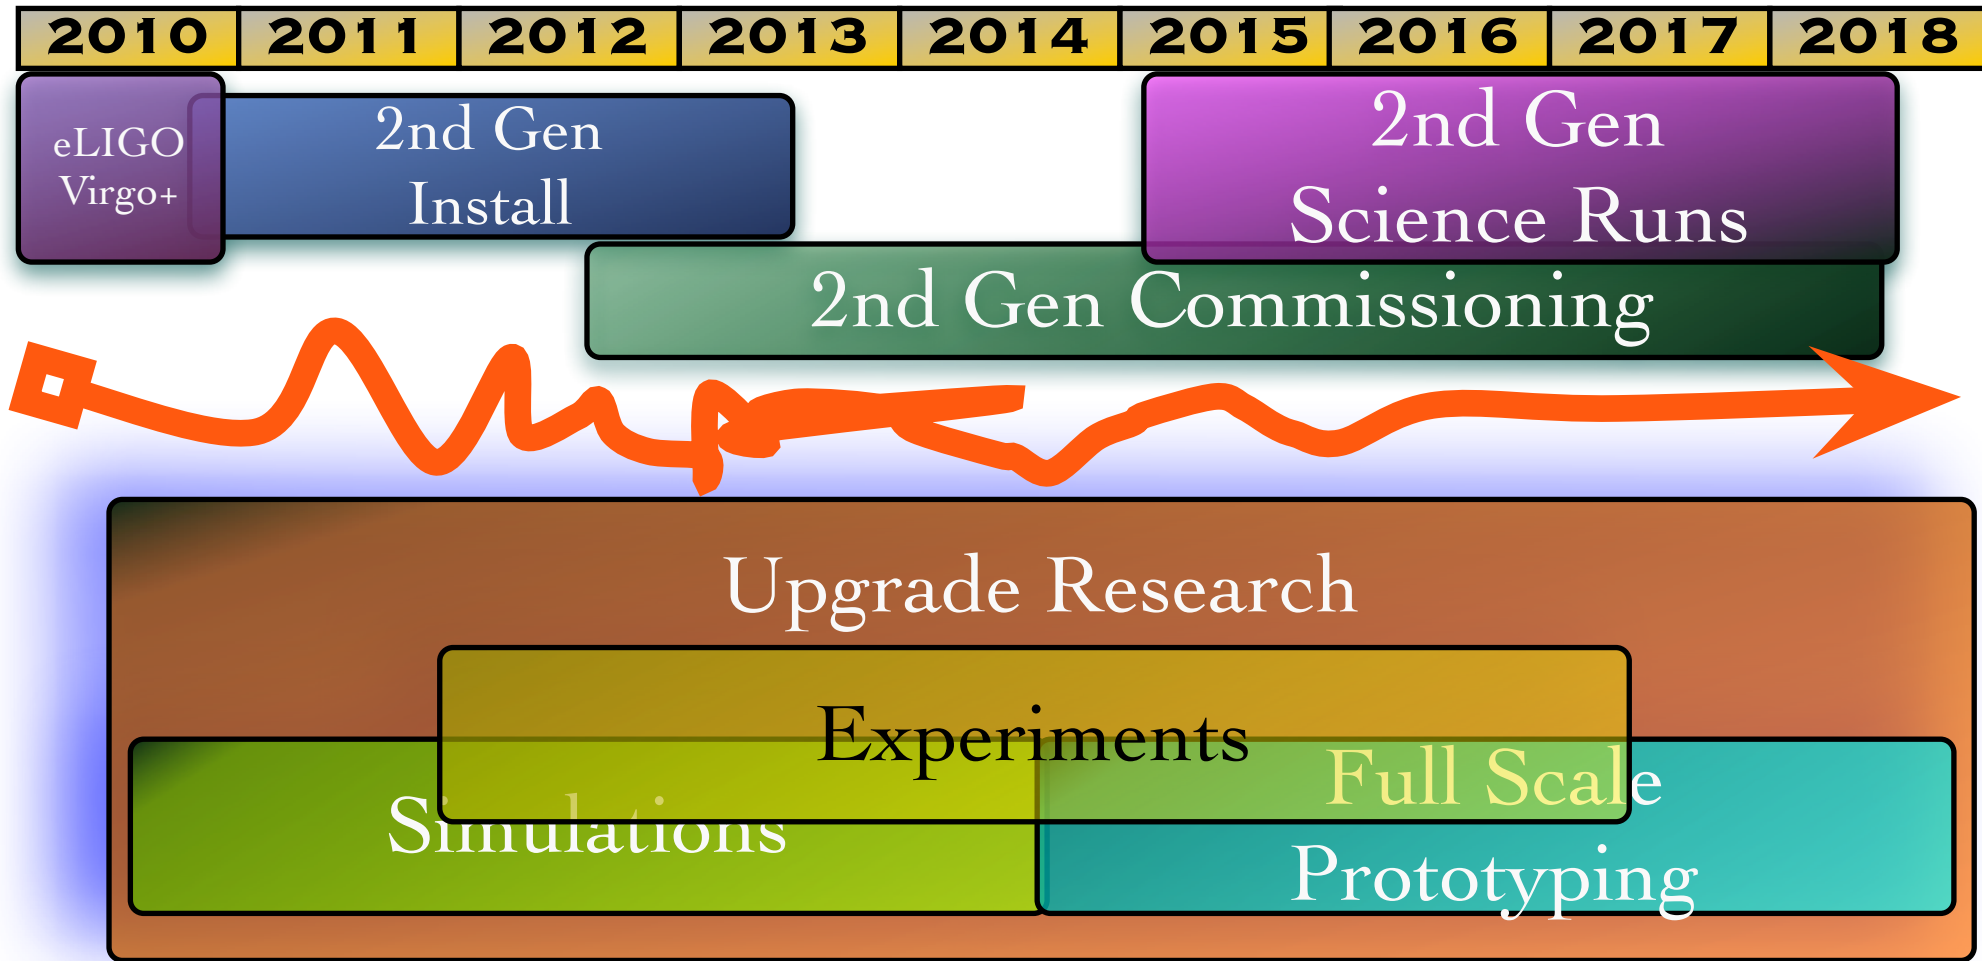 2010 2011 2012 2013 2014 2015 2016 2017 2018
eLIGO
Virgo+
2nd Gen
Install
2nd Gen
Science Runs
2nd Gen Commissioning
Upgrade Research
Experiments
Simulations
Full Scale
Prototyping